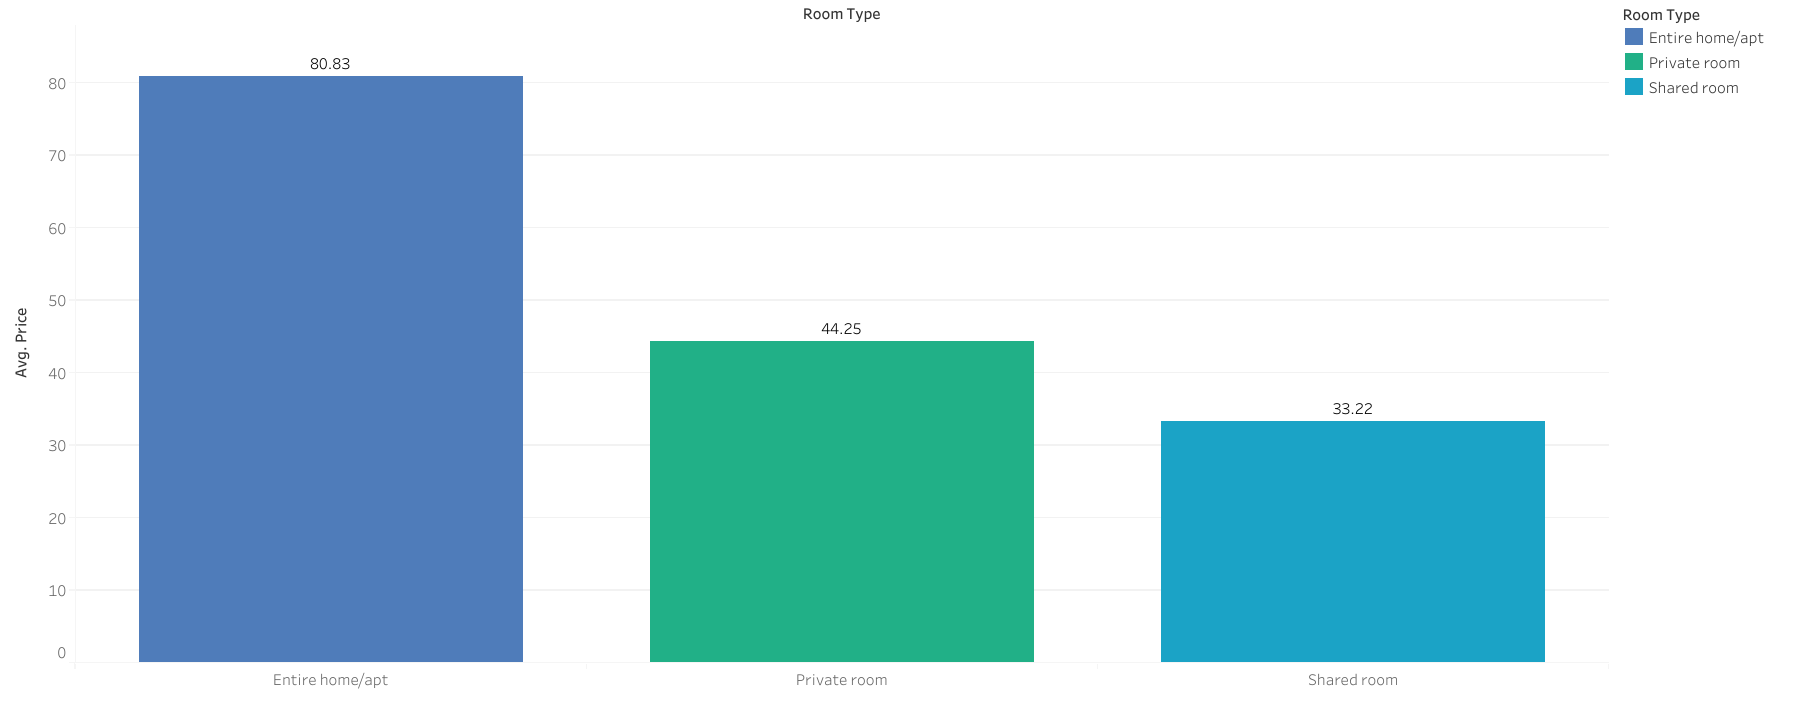 Room Type
80.83
44.25
33.22
80
70
60
50
40
30
20
10
0
Avg. Price
Entire home/apt
Private room
Shared room
Room Type
Entire home/apt
Private room
Shared room